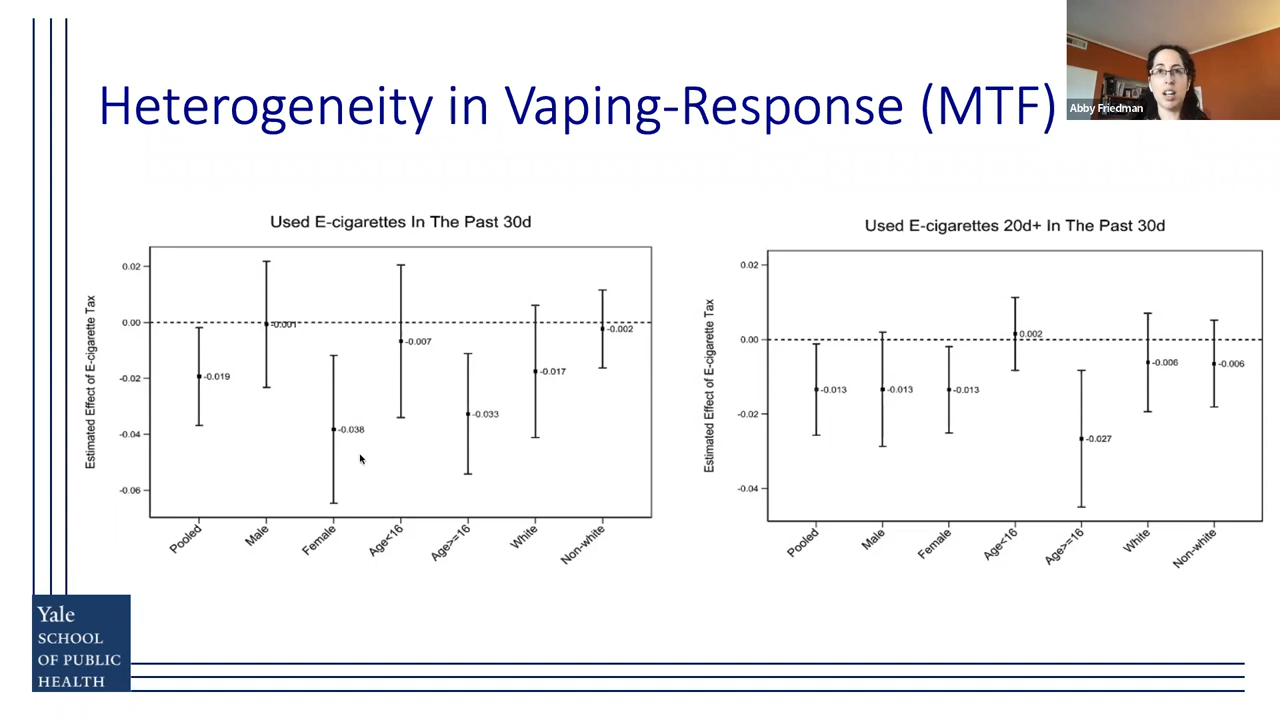 Abby Friedman
Heterogeneity in Vaping-Response (MTF)
Used E-cigarettes In The Past 30d
Estimated Effect of E-cigarette Tax
0.02
0.00
-0.02
-0.04
-0.06
-0.019
-0.001
-0.038
-0.007
-0.033
-0.017
-0.002
Pooled
Male
Female
Age<16
Age>=16
White
Non-white
Used E-cigarettes 20d+ In The Past 30d
Estimated Effect of E-cigarette Tax
0.02
0.00
-0.02
-0.04
-0.013
-0.013
-0.013
0.002
-0.027
-0.006
-0.006
Pooled
Male
Female
Age<16
Age>=16
White
Non-white
Yale
SCHOOL
OF PUBLIC
HEALTH